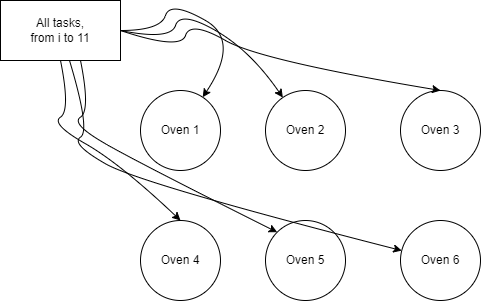 All tasks,
from i to 11
Oven 1
Oven 2
Oven 3
Oven 4
Oven 5
Oven 6